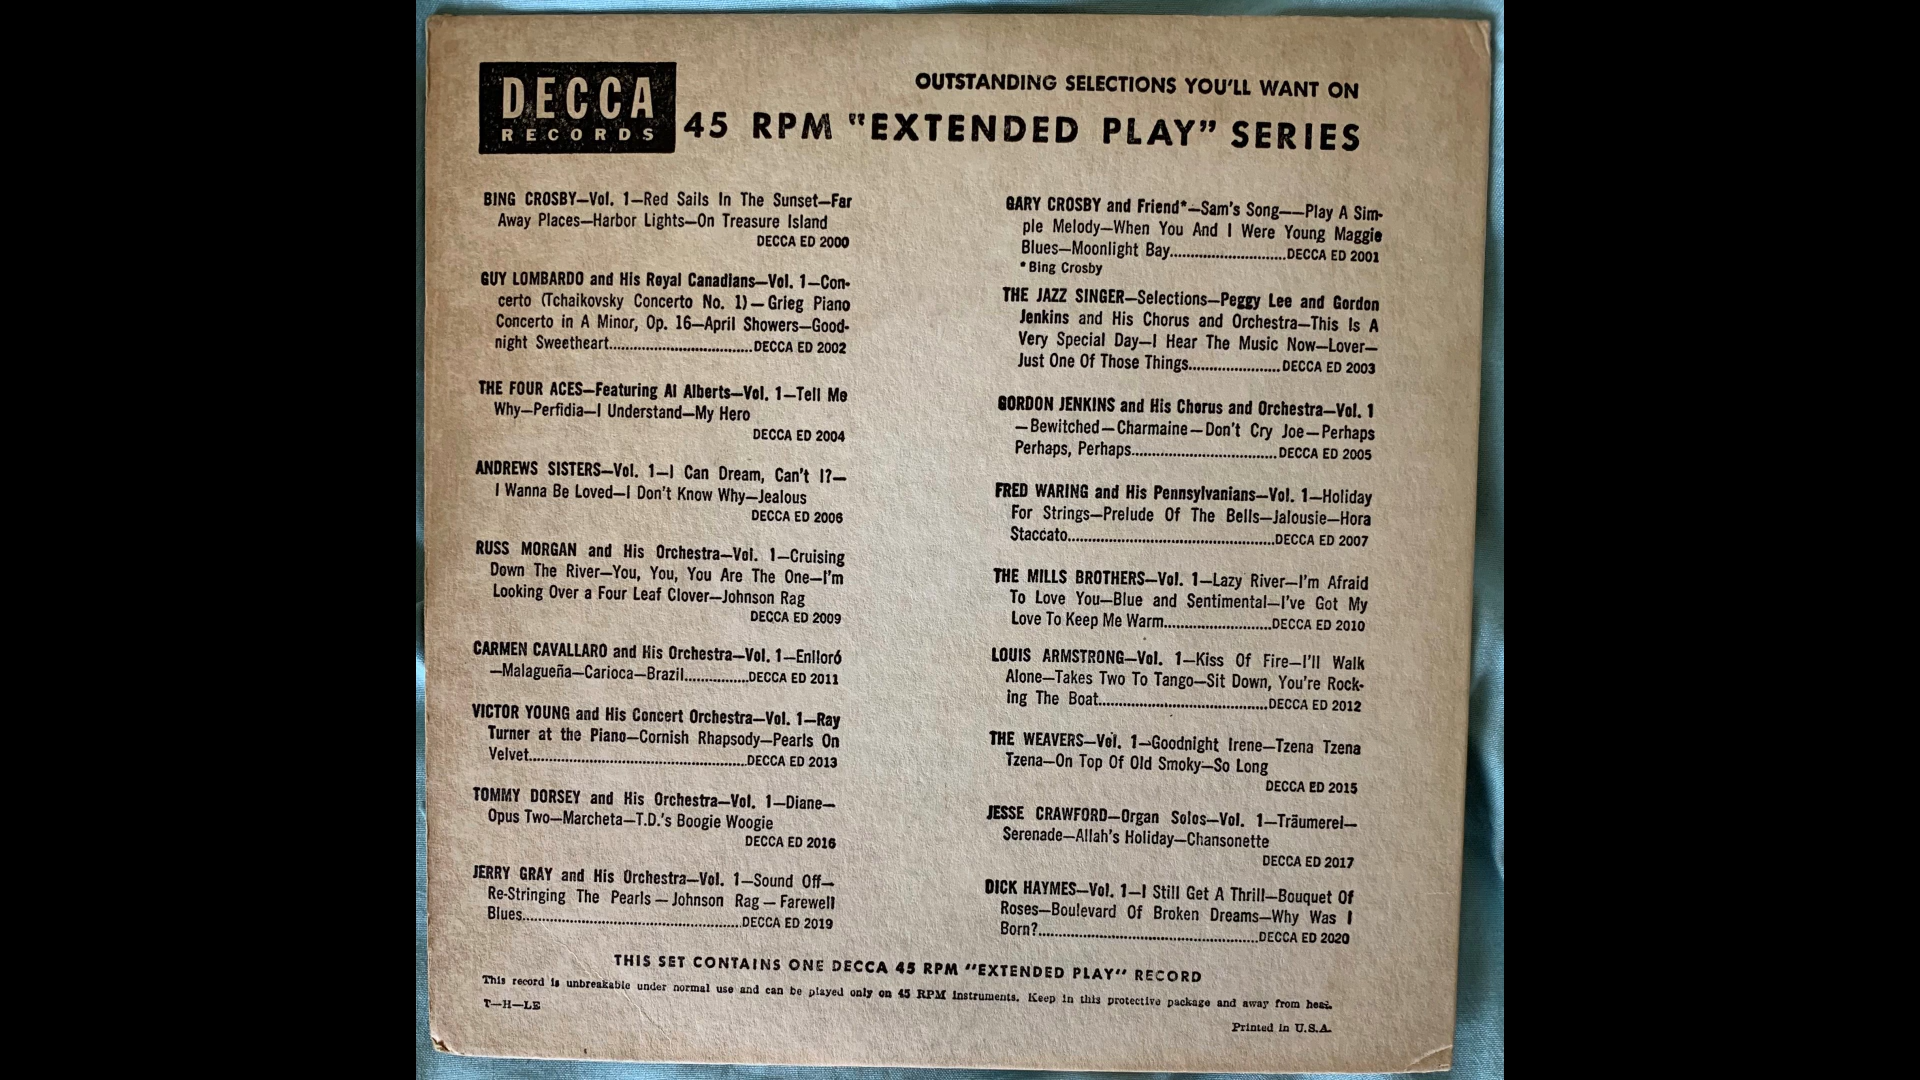 DECCA
RECORDS
OUTSTANDING SELECTIONS YOU'LL WANT ON
45 RPM "EXTENDED PLAY" SERIES
BING CROSBY—Vol. 1—Red Sails In The Sunset—Far
Away Places—Harbor Lights—On Treasure Island
DECCA ED 2000
GUY LOMBARDO and His Royal Canadians—Vol. 1—Con-
certo (Tchaikovsky Concerto No. 1)—Grieg Piano
Concerto in A Minor, Op. 16—April Showers—Good-
night Sweetheart..................................DECCA ED 2002
THE FOUR ACES—Featuring Al Alberts—Vol. 1—Tell Me
Why—Perfidia—I Understand—My Hero
DECCA ED 2004
ANDREWS SISTERS—Vol. 1—I Can Dream, Can't I?—
I Wanna Be Loved—I Don't Know Why—Jealous
DECCA ED 2006
RUSS MORGAN and His Orchestra—Vol. 1—Cruising
Down The River—You, You, You Are The One—I'm
Looking Over a Four Leaf Clover—Johnson Rag
DECCA ED 2009
CARMEN CAVALLARO and His Orchestra—Vol. 1—Enlloró
—Malagueña—Carioca—Brazil................DECCA ED 2011
VICTOR YOUNG and His Concert Orchestra—Vol. 1—Ray
Turner at the Piano—Cornish Rhapsody—Pearls On
Velvet....................................................DECCA ED 2013
TOMMY DORSEY and His Orchestra—Vol. 1—Diane—
Opus Two—Marcheta—T.D.'s Boogie Woogie
DECCA ED 2016
JERRY GRAY and His Orchestra—Vol. 1—Sound Off—
Re-Stringing The Pearls—Johnson Rag—Farewell
Blues....................................................DECCA ED 2019
GARY CROSBY and Friend*—Sam's Song——Play A Sim-
ple Melody—When You And I Were Young Maggie
Blues—Moonlight Bay............................DECCA ED 2001
*Bing Crosby
THE JAZZ SINGER—Selections—Peggy Lee and Gordon
Jenkins and His Chorus and Orchestra—This Is A
Very Special Day—I Hear The Music Now—Lover—
Just One Of Those Things......................DECCA ED 2003
GORDON JENKINS and His Chorus and Orchestra—Vol. 1
—Bewitched—Charmaine—Don't Cry Joe—Perhaps
Perhaps, Perhaps...................................DECCA ED 2005
FRED WARING and His Pennsylvanians—Vol. 1—Holiday
For Strings—Prelude Of The Bells—Jalousie—Hora
Staccato..................................................DECCA ED 2007
THE MILLS BROTHERS—Vol. 1—Lazy River—I'm Afraid
To Love You—Blue and Sentimental—I've Got My
Love To Keep Me Warm..........................DECCA ED 2010
LOUIS ARMSTRONG—Vol. 1—Kiss Of Fire—I'll Walk
Alone—Takes Two To Tango—Sit Down, You're Rock-
ing The Boat.........................................DECCA ED 2012
THE WEAVERS—Vol. 1—Goodnight Irene—Tzena Tzena
Tzena—On Top Of Old Smoky—So Long
DECCA ED 2015
JESSE CRAWFORD—Organ Solos—Vol. 1—Träumerei—
Serenade—Allah's Holiday—Chansonette
DECCA ED 2017
DICK HAYMES—Vol. 1—I Still Get A Thrill—Bouquet Of
Roses—Boulevard Of Broken Dreams—Why Was I
Born?.....................................................DECCA ED 2020
THIS SET CONTAINS ONE DECCA 45 RPM "EXTENDED PLAY" RECORD
This record is unbreakable under normal use and can be played only on 45 RPM instruments. Keep in this protective package and away from heat.
T—H—LE
Printed in U.S.A.